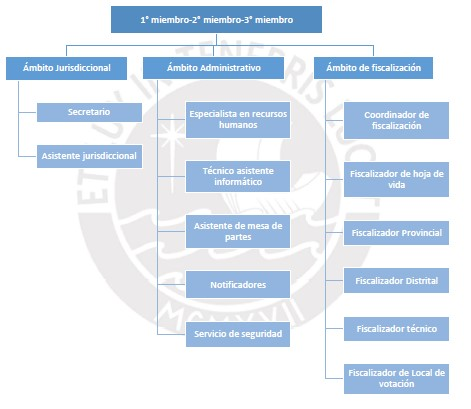 1° miembro-2° miembro-3° miembro
Ámbito Jurisdiccional
Secretario
Asistente jurisdiccional
Ámbito Administrativo
Especialista en recursos
humanos
Técnico asistente
informático
Asistente de mesa de
partes
Notificadores
Servicio de seguridad
Ámbito de fiscalización
Coordinador de
fiscalización
Fiscalizador de hoja de
vida
Fiscalizador Provincial
Fiscalizador Distrital
Fiscalizador técnico
Fiscalizador de Local de
votación
MCMXVII